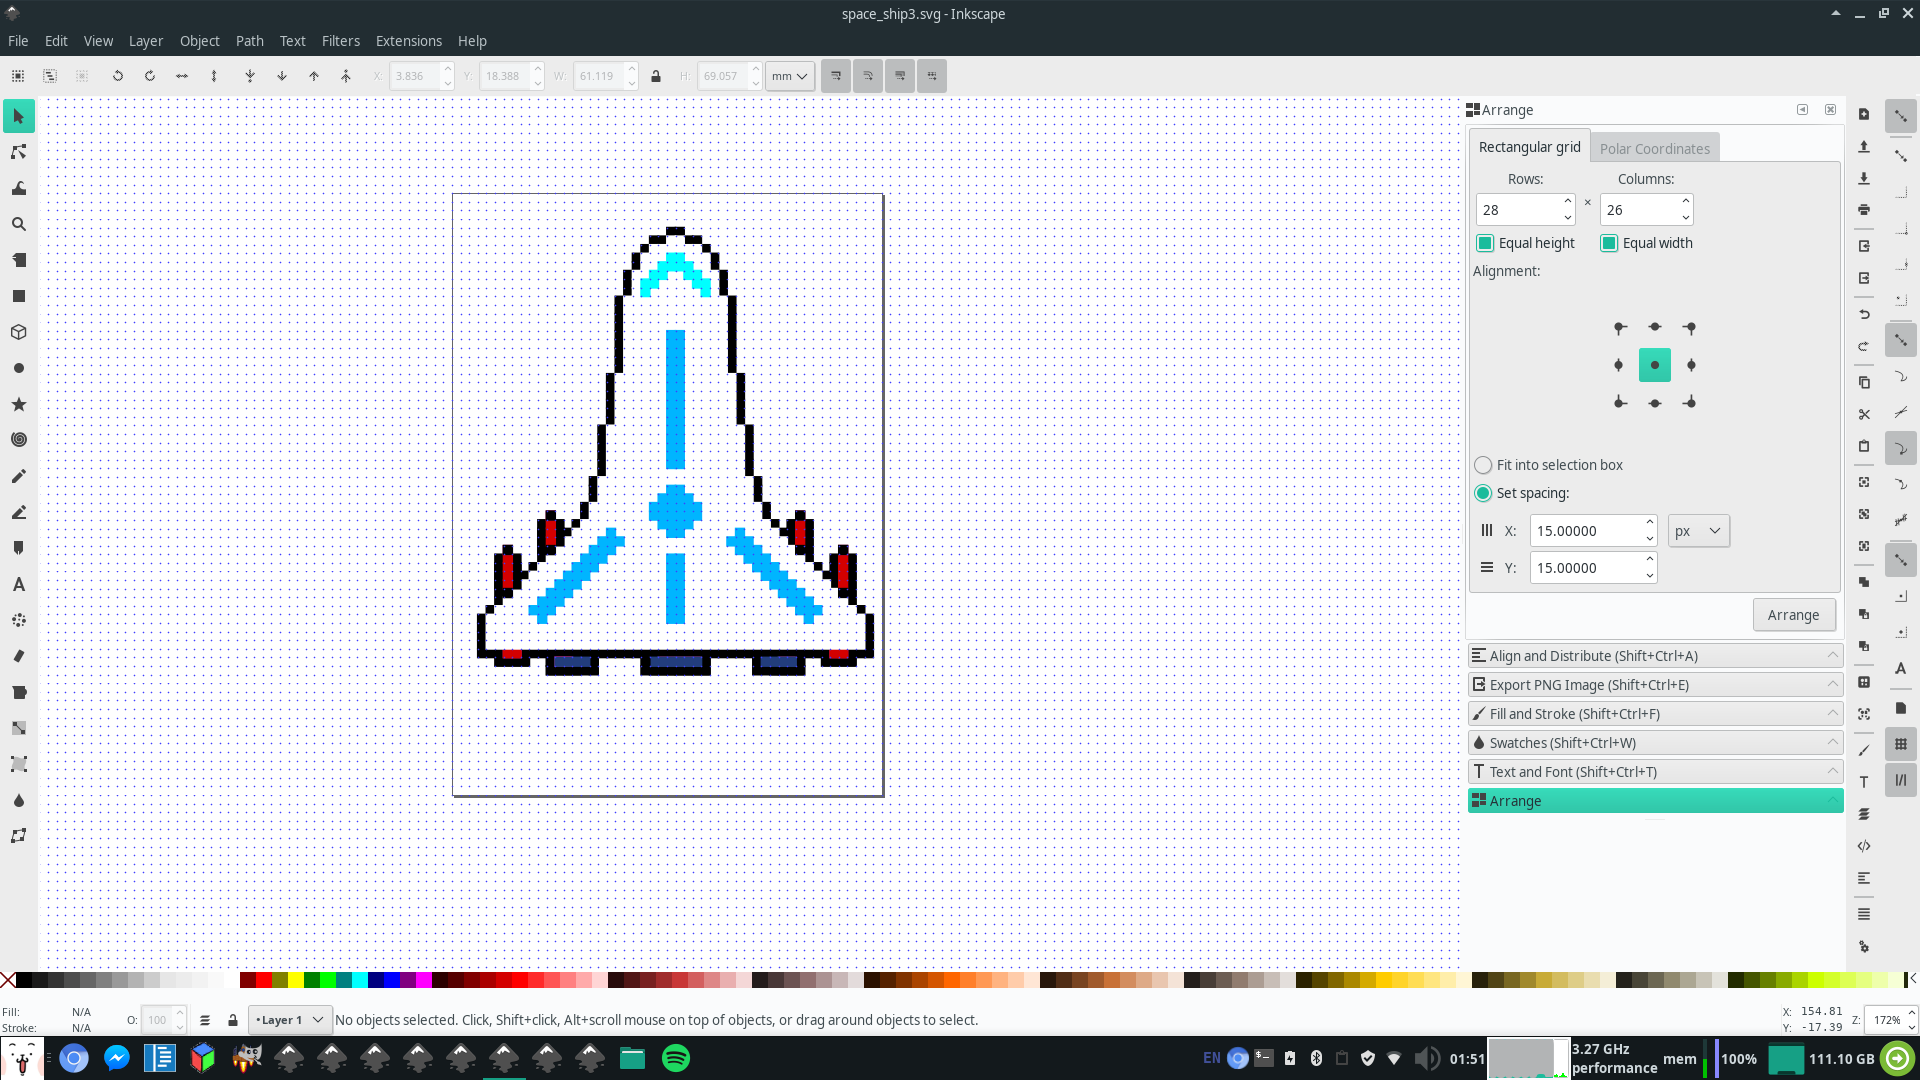 space_ship3.svg - Inkscape
File Edit View Layer Object Path Text Filters Extensions Help
X: 3.836 Y: 18.388 W: 61.119 H: 69.057 mm
Arrange
Rectangular grid Polar Coordinates
Rows: Columns:
28 × 26
Equal height Equal width
Alignment:
Fit into selection box
Set spacing:
X: 15.00000 px
Y: 15.00000
Arrange
Align and Distribute (Shift+Ctrl+A)
Export PNG Image (Shift+Ctrl+E)
Fill and Stroke (Shift+Ctrl+F)
Swatches (Shift+Ctrl+W)
Text and Font (Shift+Ctrl+T)
Arrange
Fill: N/A
Stroke: N/A
O: 100
•Layer 1
No objects selected. Click, Shift+click, Alt+scroll mouse on top of objects, or drag around objects to select.
X: 154.81
Y: -17.39
Z: 172%
EN 01:51 3.27 GHz
performance
mem 100% 111.10 GB